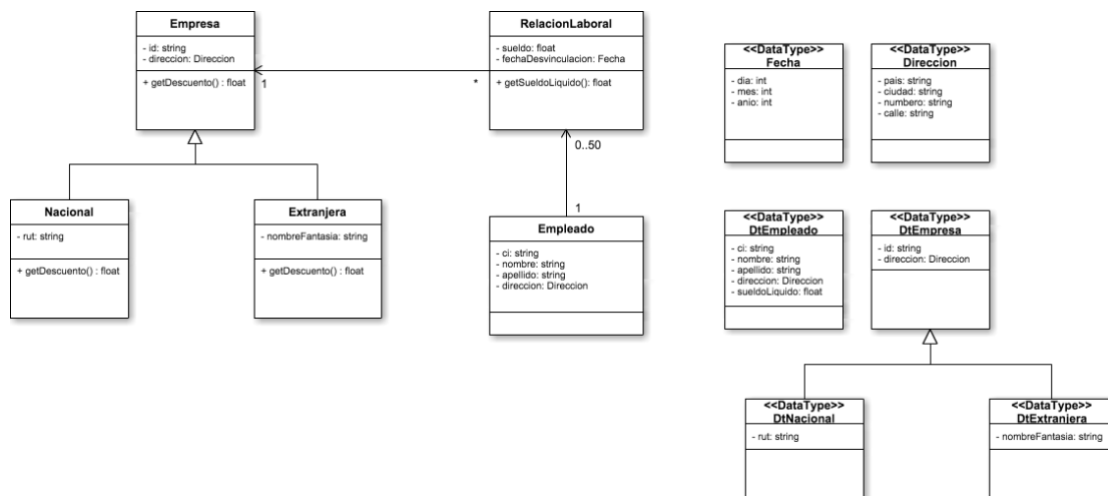 Empresa
- id: string
- direccion: Direccion
+ getDescuento() : float
1
*
RelacionLaboral
- sueldo: float
- fechaDesvinculacion: Fecha
+ getSueldoLiquido(): float
0..50
1
Nacional
- rut: string
+ getDescuento() : float
Extranjera
- nombreFantasia: string
+ getDescuento() : float
Empleado
- ci: string
- nombre: string
- apellido: string
- direccion: Direccion
<<DataType>>
Fecha
- dia: int
- mes: int
- anio: int
<<DataType>>
Direccion
- pais: string
- ciudad: string
- numbero: string
- calle: string
<<DataType>>
DtEmpleado
- ci: string
- nombre: string
- apellido: string
- direccion: Direccion
- sueldoLiquido: float
<<DataType>>
DtEmpresa
- id: string
- direccion: Direccion
<<DataType>>
DtNacional
- rut: string
<<DataType>>
DtExtranjera
- nombreFantasia: string